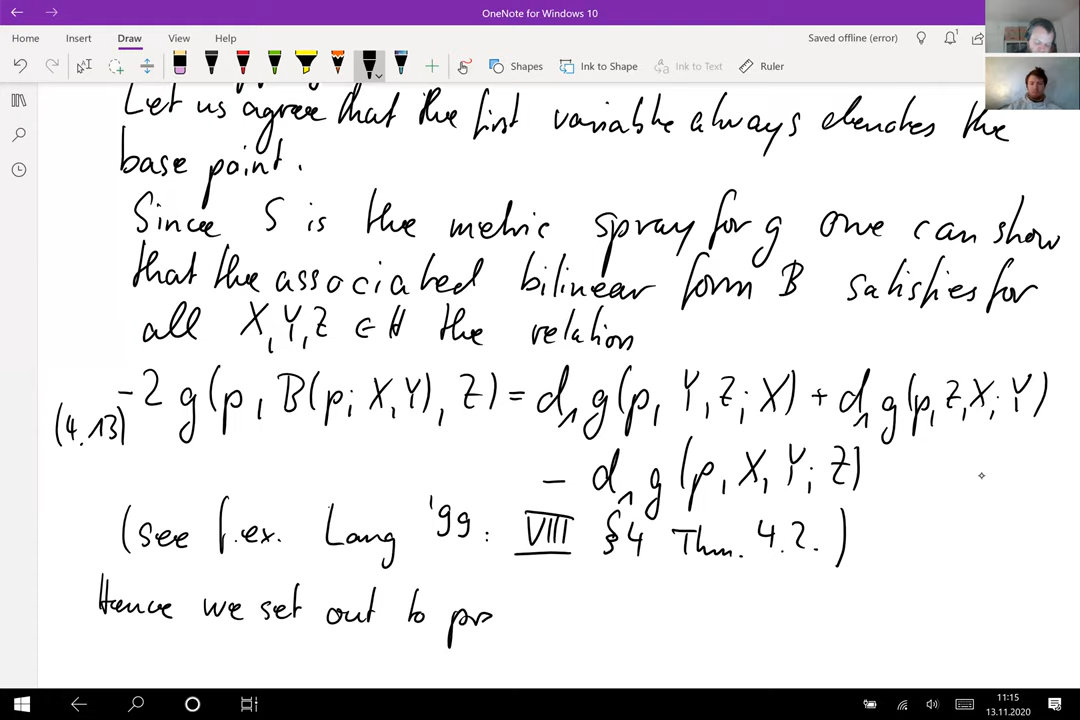 OneNote for Windows 10
Home Insert Draw View Help Saved offline (error)
Shapes Ink to Shape Ink to Text Ruler
Let us agree that the first variable always denotes the
base point.
Since S is the metric spray for g one can show
that the associated bilinear form B satisfies for
all X,Y,Z ∈ H the relation
(4.13) -2 g(p, B(p; X,Y), Z) = d₁g(p, Y,Z; X) + d₁g(p,Z,X; Y)
- d₁g(p, X, Y; Z)
(see f.ex. Lang '99: VIII §4 Thm. 4.2.)
Hence we set out to pro
11:15
13.11.2020